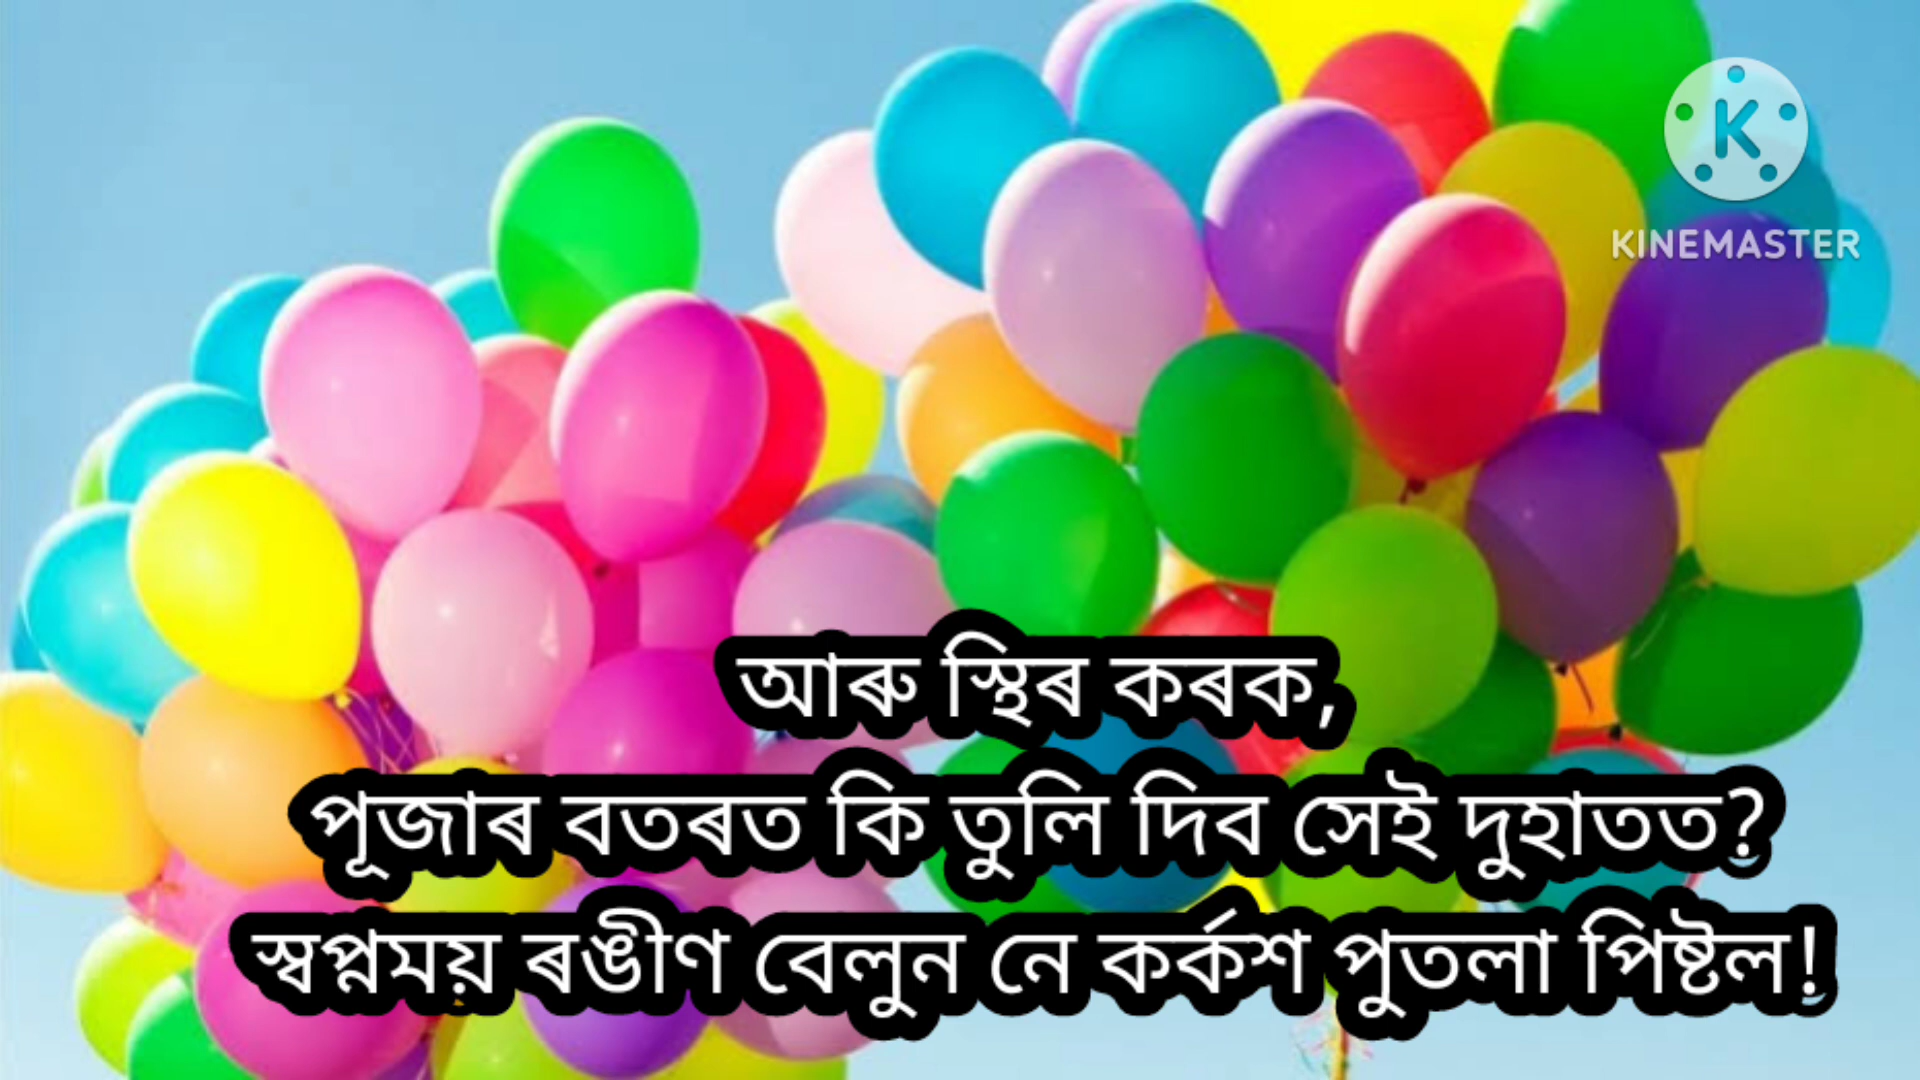 KINEMASTER
আৰু স্থিৰ কৰক,
পূজাৰ বতৰত কি তুলি দিব সেই দুহাতত?
স্বপ্নময় ৰঙীণ বেলুন নে কৰ্কশ পুতলা পিষ্টল!